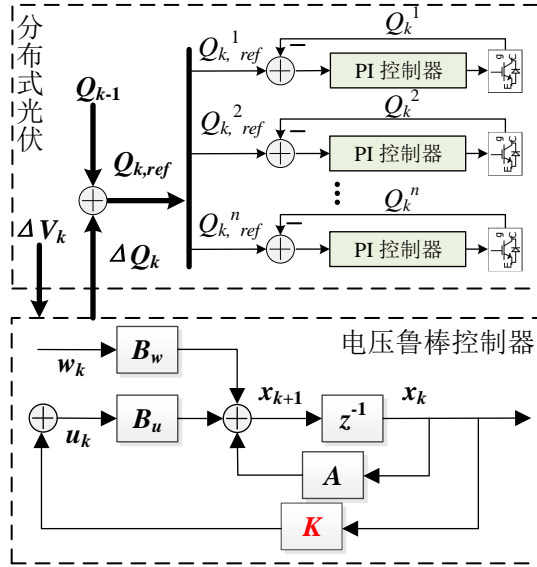 分布式光伏
Q_{k-1}
Q_{k,ref}
ΔV_k
ΔQ_k
Q_{k, ref}^1
−
Q_k^1
PI 控制器
g
C
E
Q_{k, ref}^2
−
Q_k^2
PI 控制器
g
C
E
⋮
Q_{k, ref}^n
−
Q_k^n
PI 控制器
g
C
E
电压鲁棒控制器
w_k
B_w
u_k
B_u
x_{k+1}
z^{-1}
x_k
A
K